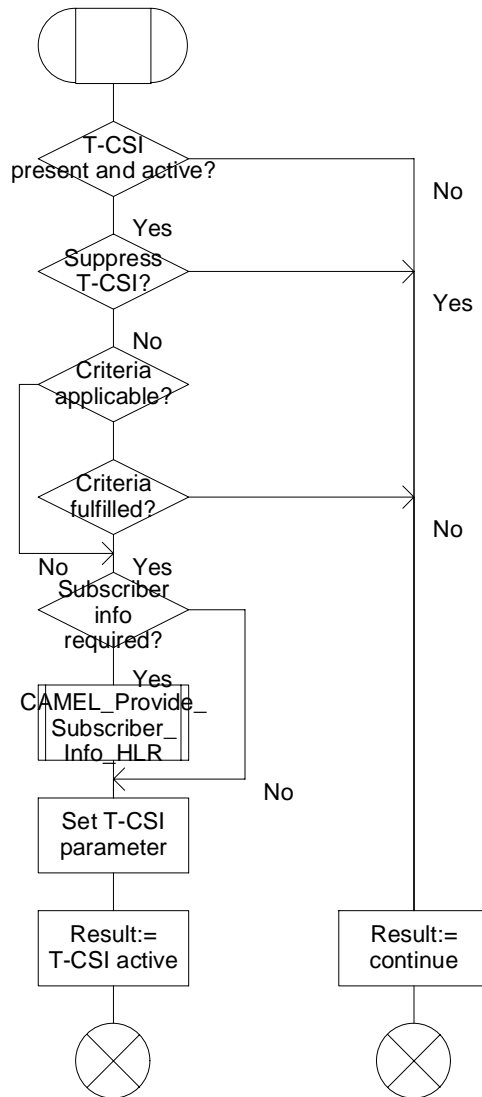 T-CSI
present and active?
No
Yes
Suppress
T-CSI?
Yes
No
Criteria
applicable?
Criteria
fulfilled?
No
No
Yes
Subscriber
info
required?
Yes
CAMEL_Provide_
Subscriber_
Info_HLR
No
Set T-CSI
parameter
Result:=
T-CSI active
Result:=
continue